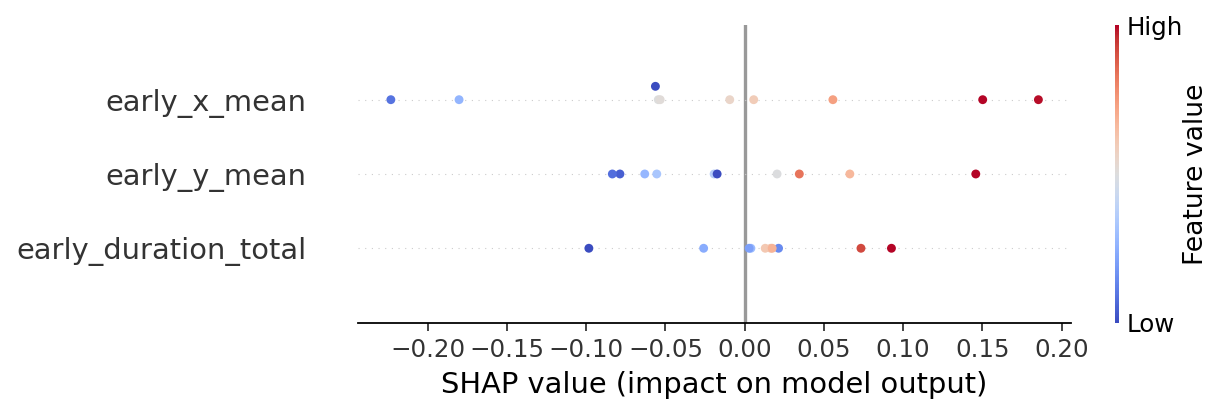 High
early_x_mean
early_y_mean
early_duration_total
Feature value
Low
−0.20 −0.15 −0.10 −0.05 0.00 0.05 0.10 0.15 0.20
SHAP value (impact on model output)